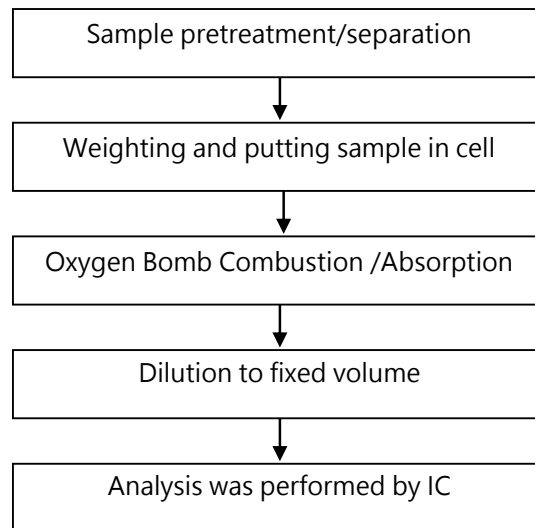 Sample pretreatment/separation
Weighting and putting sample in cell
Oxygen Bomb Combustion /Absorption
Dilution to fixed volume
Analysis was performed by IC